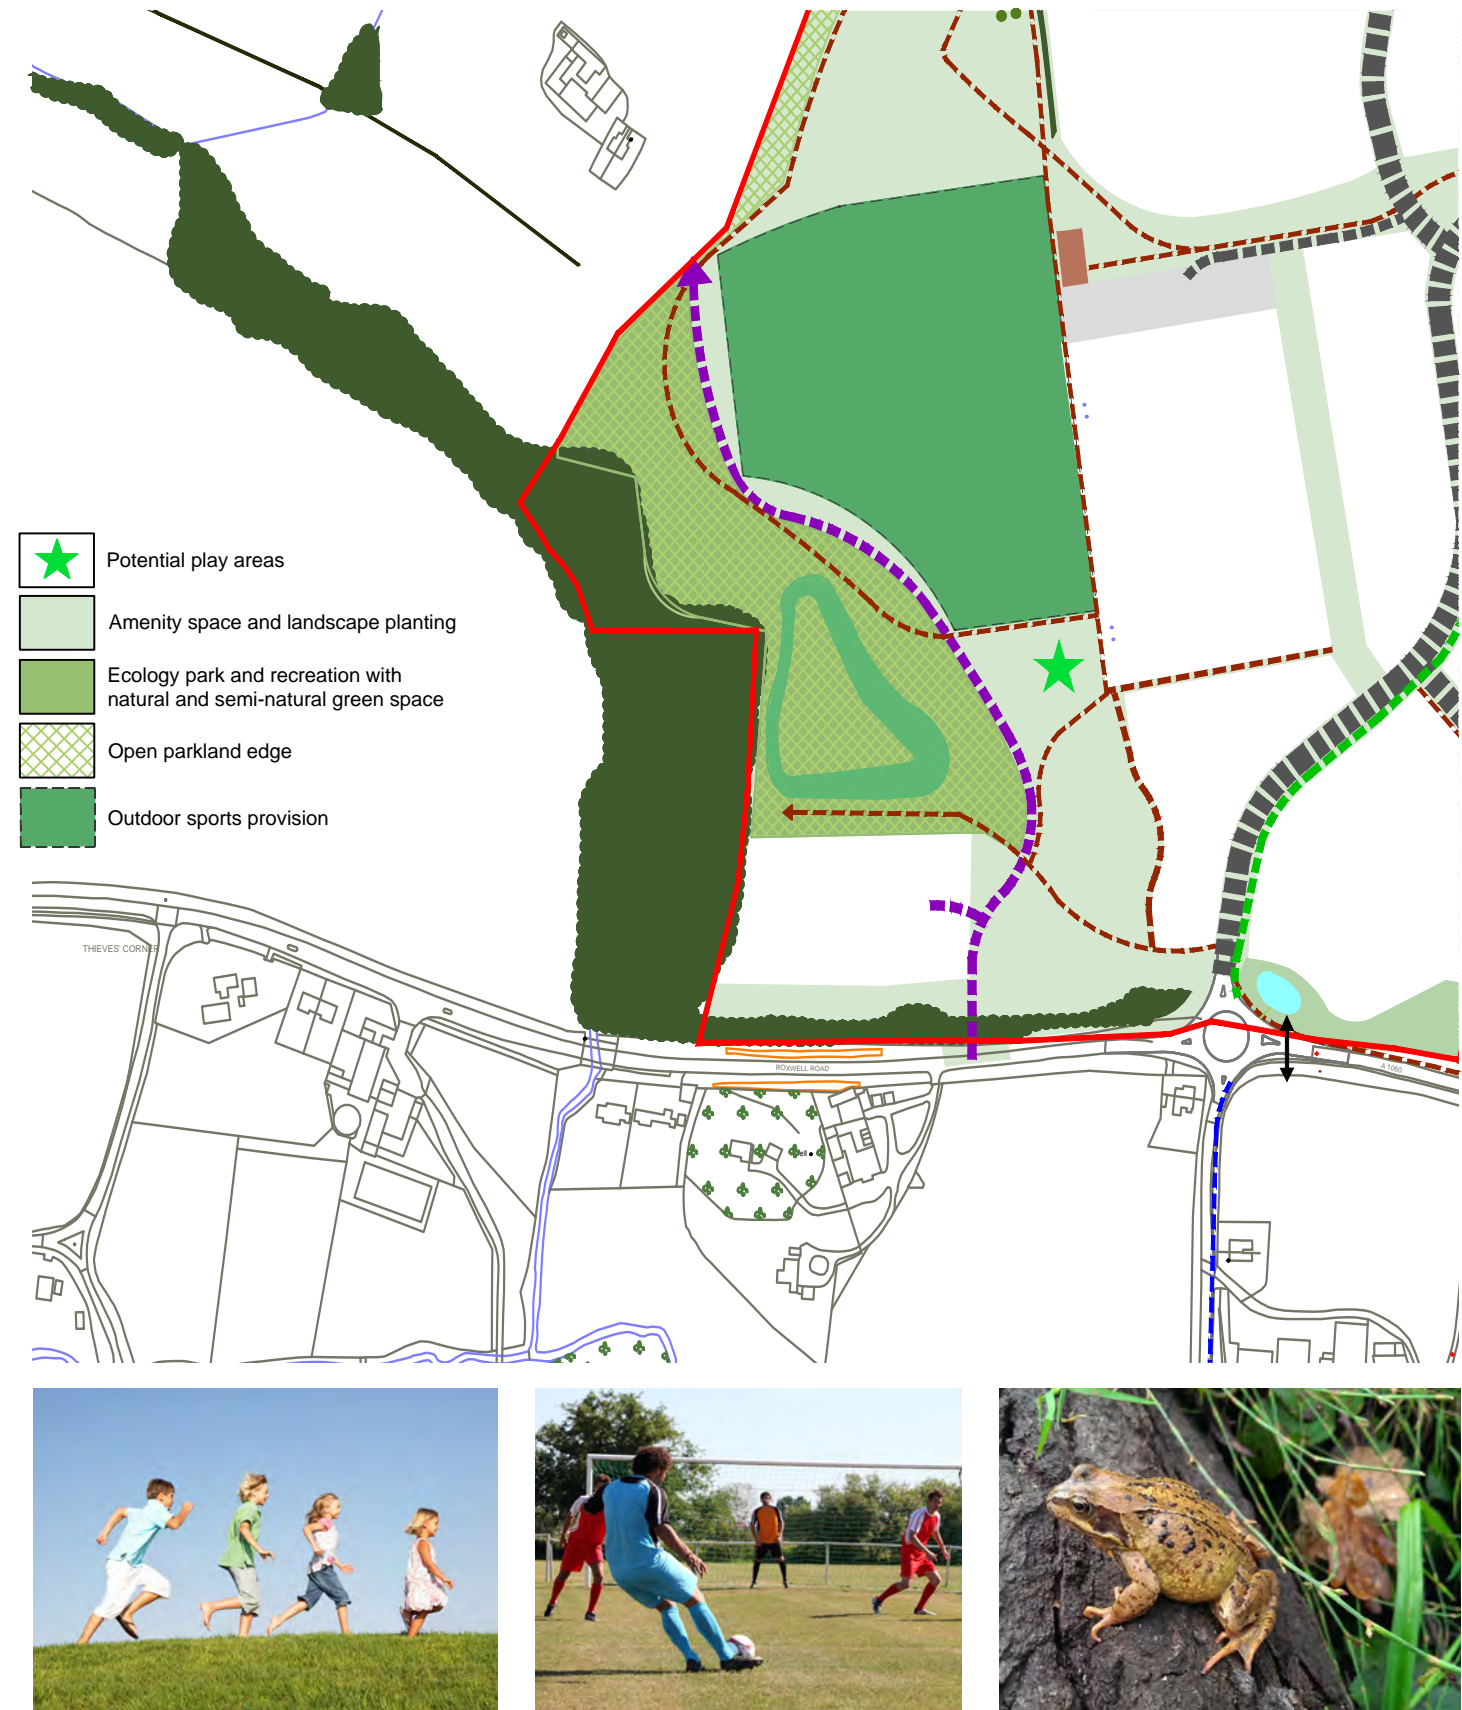 Potential play areas
Amenity space and landscape planting
Ecology park and recreation with
natural and semi-natural green space
Open parkland edge
Outdoor sports provision
THIEVES' CORNER
ROXWELL ROAD
A 1060